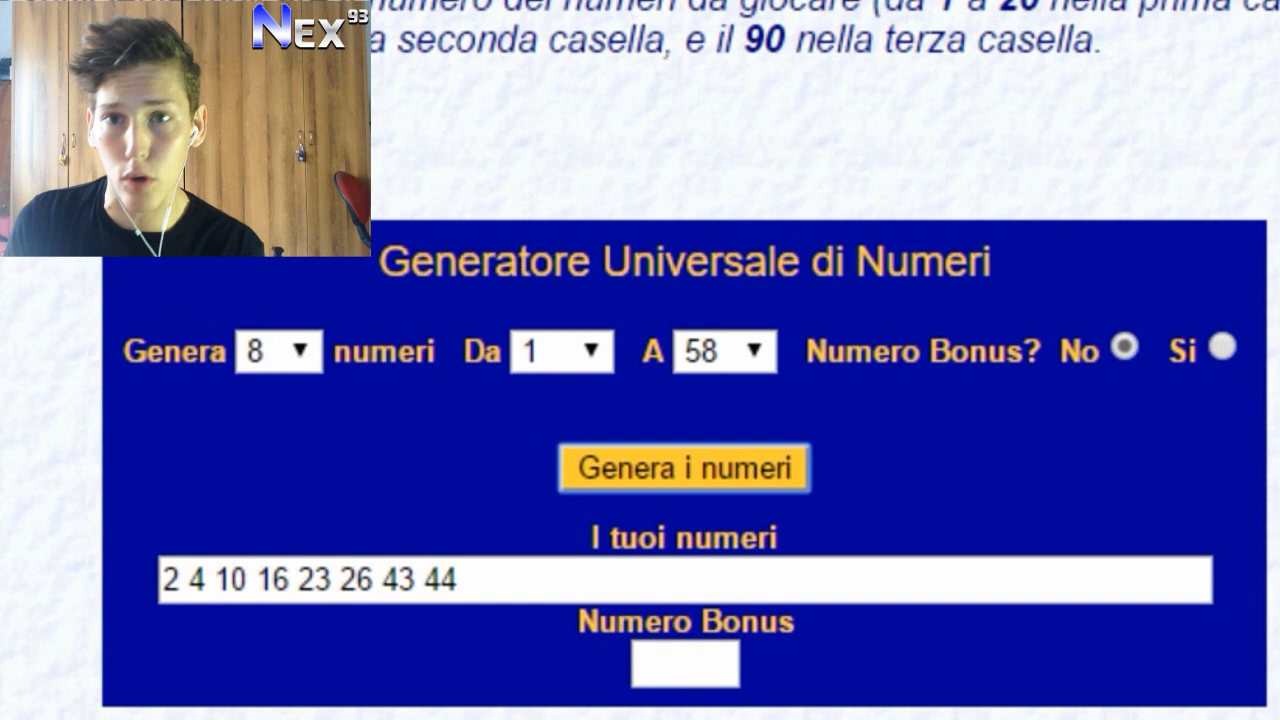 NEX93
numero dei numeri da giocare (da 1 a 20 nella prima
a seconda casella, e il 90 nella terza casella.
Generatore Universale di Numeri
Genera 8 numeri Da 1 A 58 Numero Bonus? No Si
Genera i numeri
I tuoi numeri
2 4 10 16 23 26 43 44
Numero Bonus